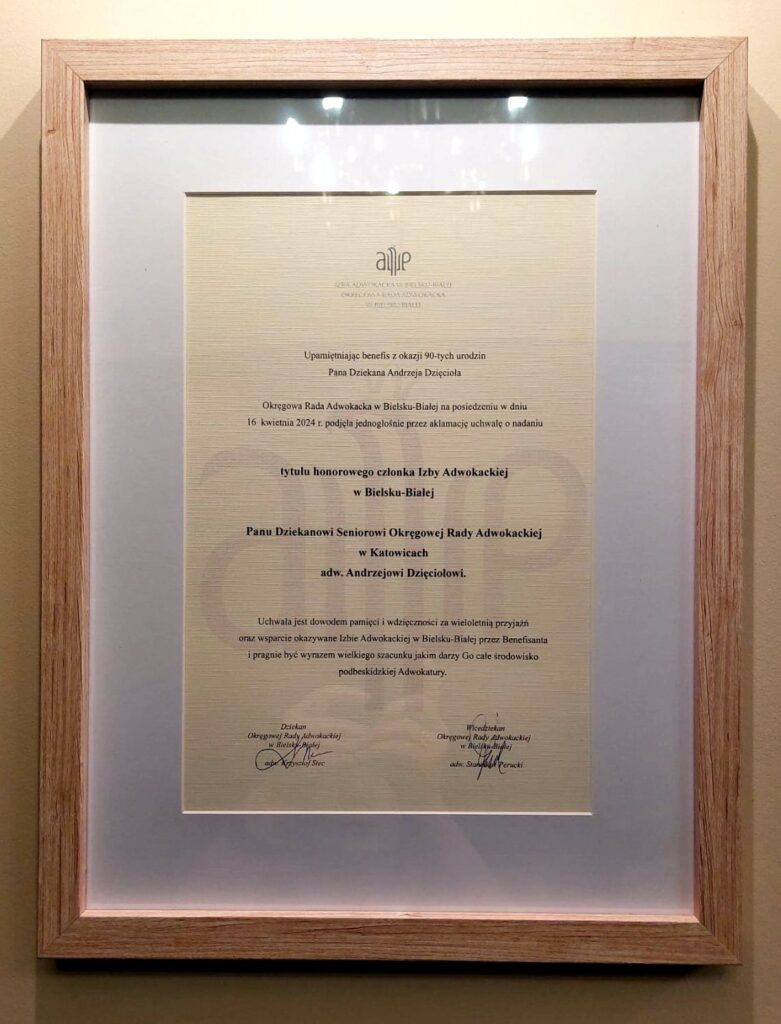 IZBA ADWOKACKA W BIELSKU-BIAŁEJ
OKRĘGOWA RADA ADWOKACKA
W BIELSKU-BIAŁEJ
Upamiętniając benefis z okazji 90-tych urodzin
Pana Dziekana Andrzeja Dzięcioła
Okręgowa Rada Adwokacka w Bielsku-Białej na posiedzeniu w dniu
16 kwietnia 2024 r. podjęła jednogłośnie przez aklamację uchwałę o nadaniu
tytułu honorowego członka Izby Adwokackiej
w Bielsku-Białej
Panu Dziekanowi Seniorowi Okręgowej Rady Adwokackiej
w Katowicach
adw. Andrzejowi Dzięciołowi.
Uchwała jest dowodem pamięci i wdzięczności za wieloletnią przyjaźń
oraz wsparcie okazywane Izbie Adwokackiej w Bielsku-Białej przez Benefisanta
i pragnie być wyrazem wielkiego szacunku jakim darzy Go całe środowisko
podbeskidzkiej Adwokatury.
Dziekan
Okręgowej Rady Adwokackiej
w Bielsku-Białej
adw. Krzysztof Stec
Wicedziekan
Okręgowej Rady Adwokackiej
w Bielsku-Białej
adw. Perucki